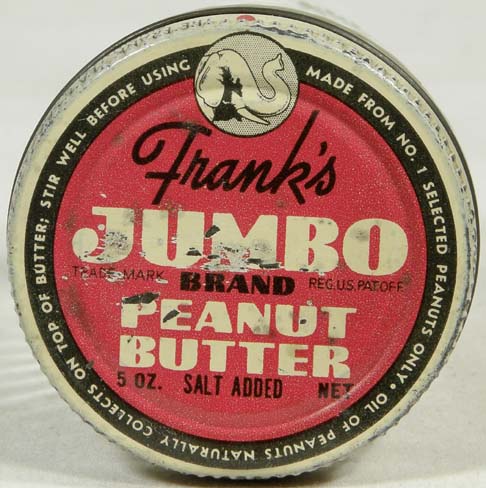 MADE FROM NO. 1 SELECTED PEANUTS ONLY • OIL OF PEANUTS NATURALLY COLLECTS ON TOP OF BUTTER; STIR WELL BEFORE USING
Frank's
JUMBO
TRADE MARK BRAND REG.U.S.PAT.OFF.
PEANUT
BUTTER
5 OZ. SALT ADDED NET